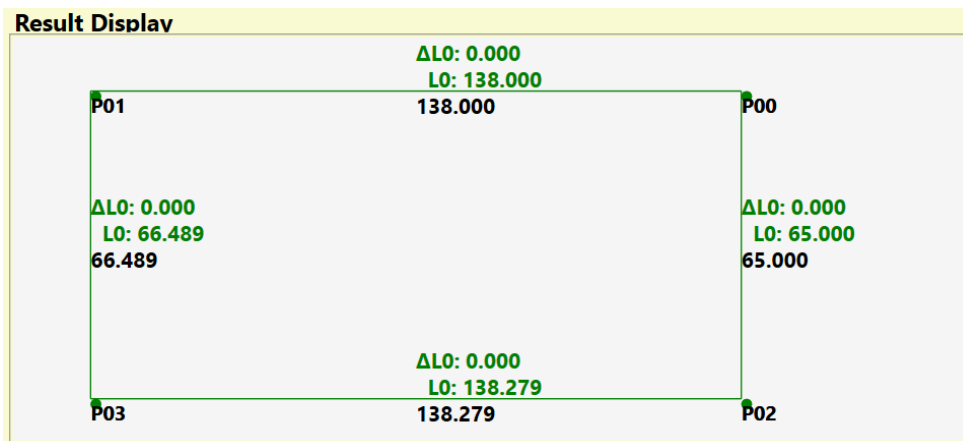 Result Display
ΔL0: 0.000
L0: 138.000
P01
138.000
P00
ΔL0: 0.000
L0: 66.489
66.489
ΔL0: 0.000
L0: 65.000
65.000
ΔL0: 0.000
L0: 138.279
P03
138.279
P02